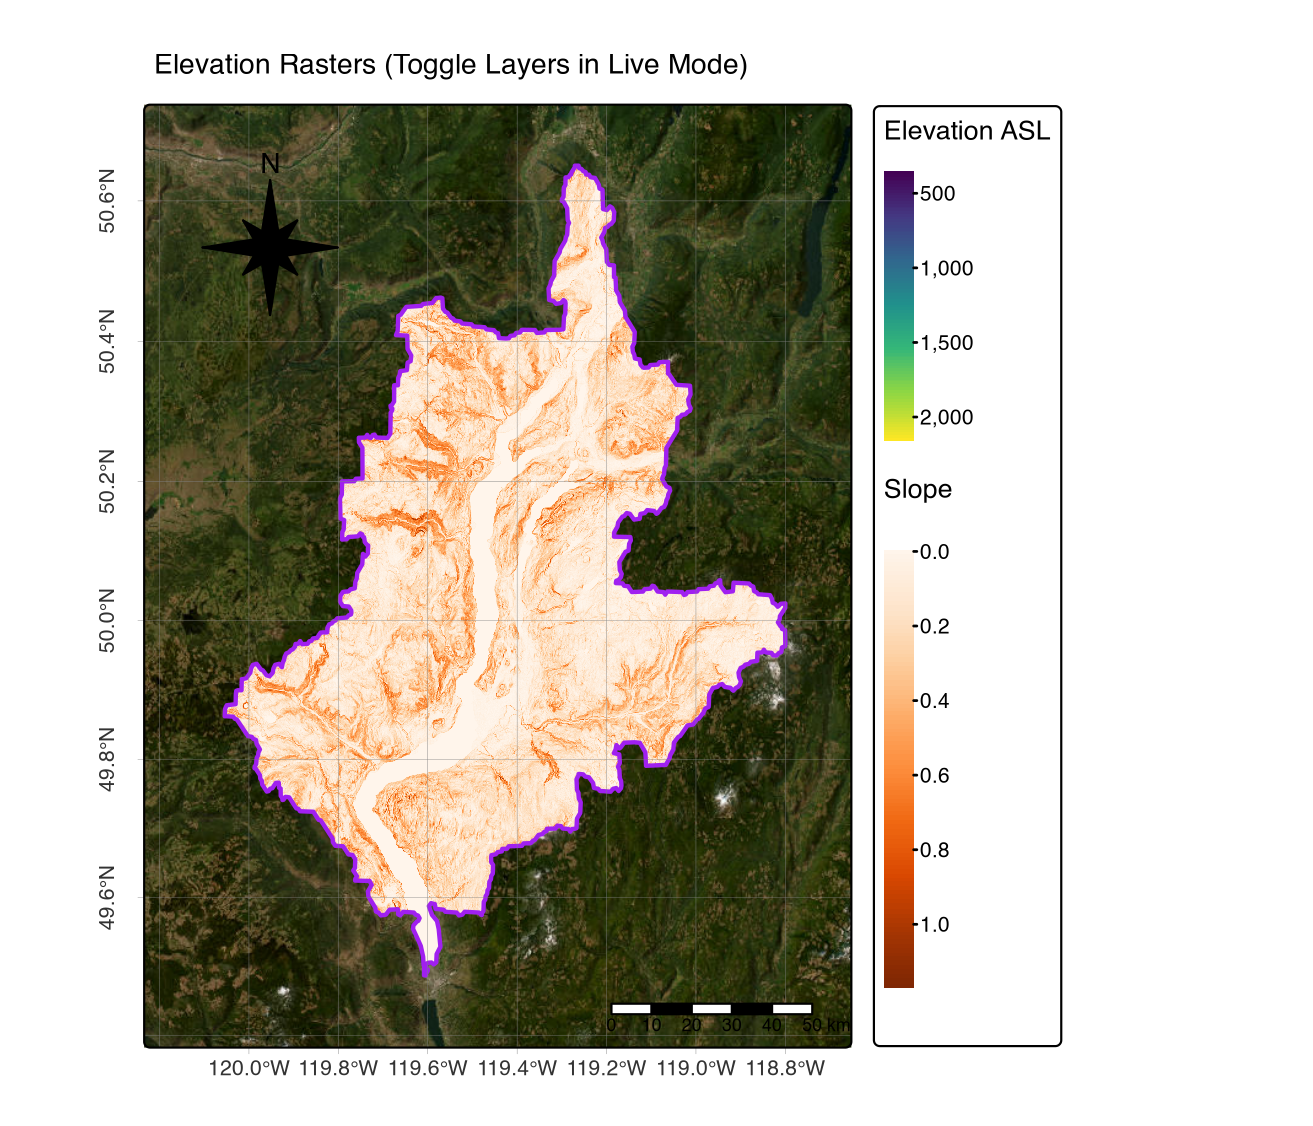 Elevation Rasters (Toggle Layers in Live Mode)
N
50.6°N
50.4°N
50.2°N
50.0°N
49.8°N
49.6°N
120.0°W 119.8°W 119.6°W 119.4°W 119.2°W 119.0°W 118.8°W
0 10 20 30 40 50 km
Elevation ASL
500
1,000
1,500
2,000
Slope
0.0
0.2
0.4
0.6
0.8
1.0